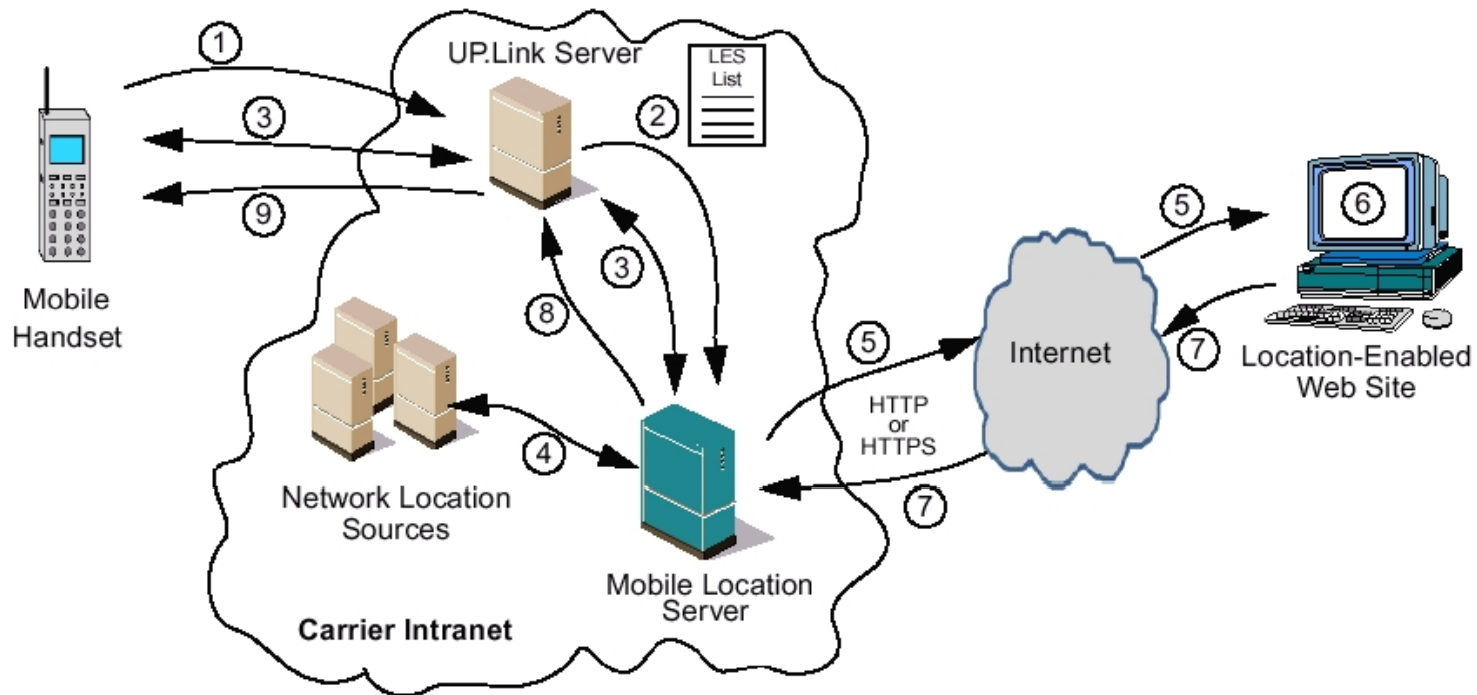 1
UP.Link Server
LES
List
2
3
9
3
8
Mobile
Handset
4
Network Location
Sources
Mobile Location
Server
Carrier Intranet
5
HTTP
or
HTTPS
7
Internet
5
6
7
Location-Enabled
Web Site